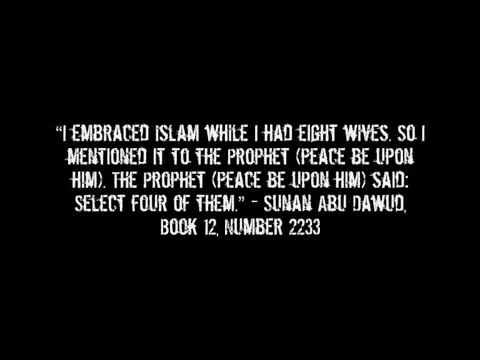 “I EMBRACED ISLAM WHILE I HAD EIGHT WIVES. SO I
MENTIONED IT TO THE PROPHET (PEACE BE UPON
HIM). THE PROPHET (PEACE BE UPON HIM) SAID:
SELECT FOUR OF THEM.” - SUNAN ABU DAWUD,
BOOK 12, NUMBER 2233